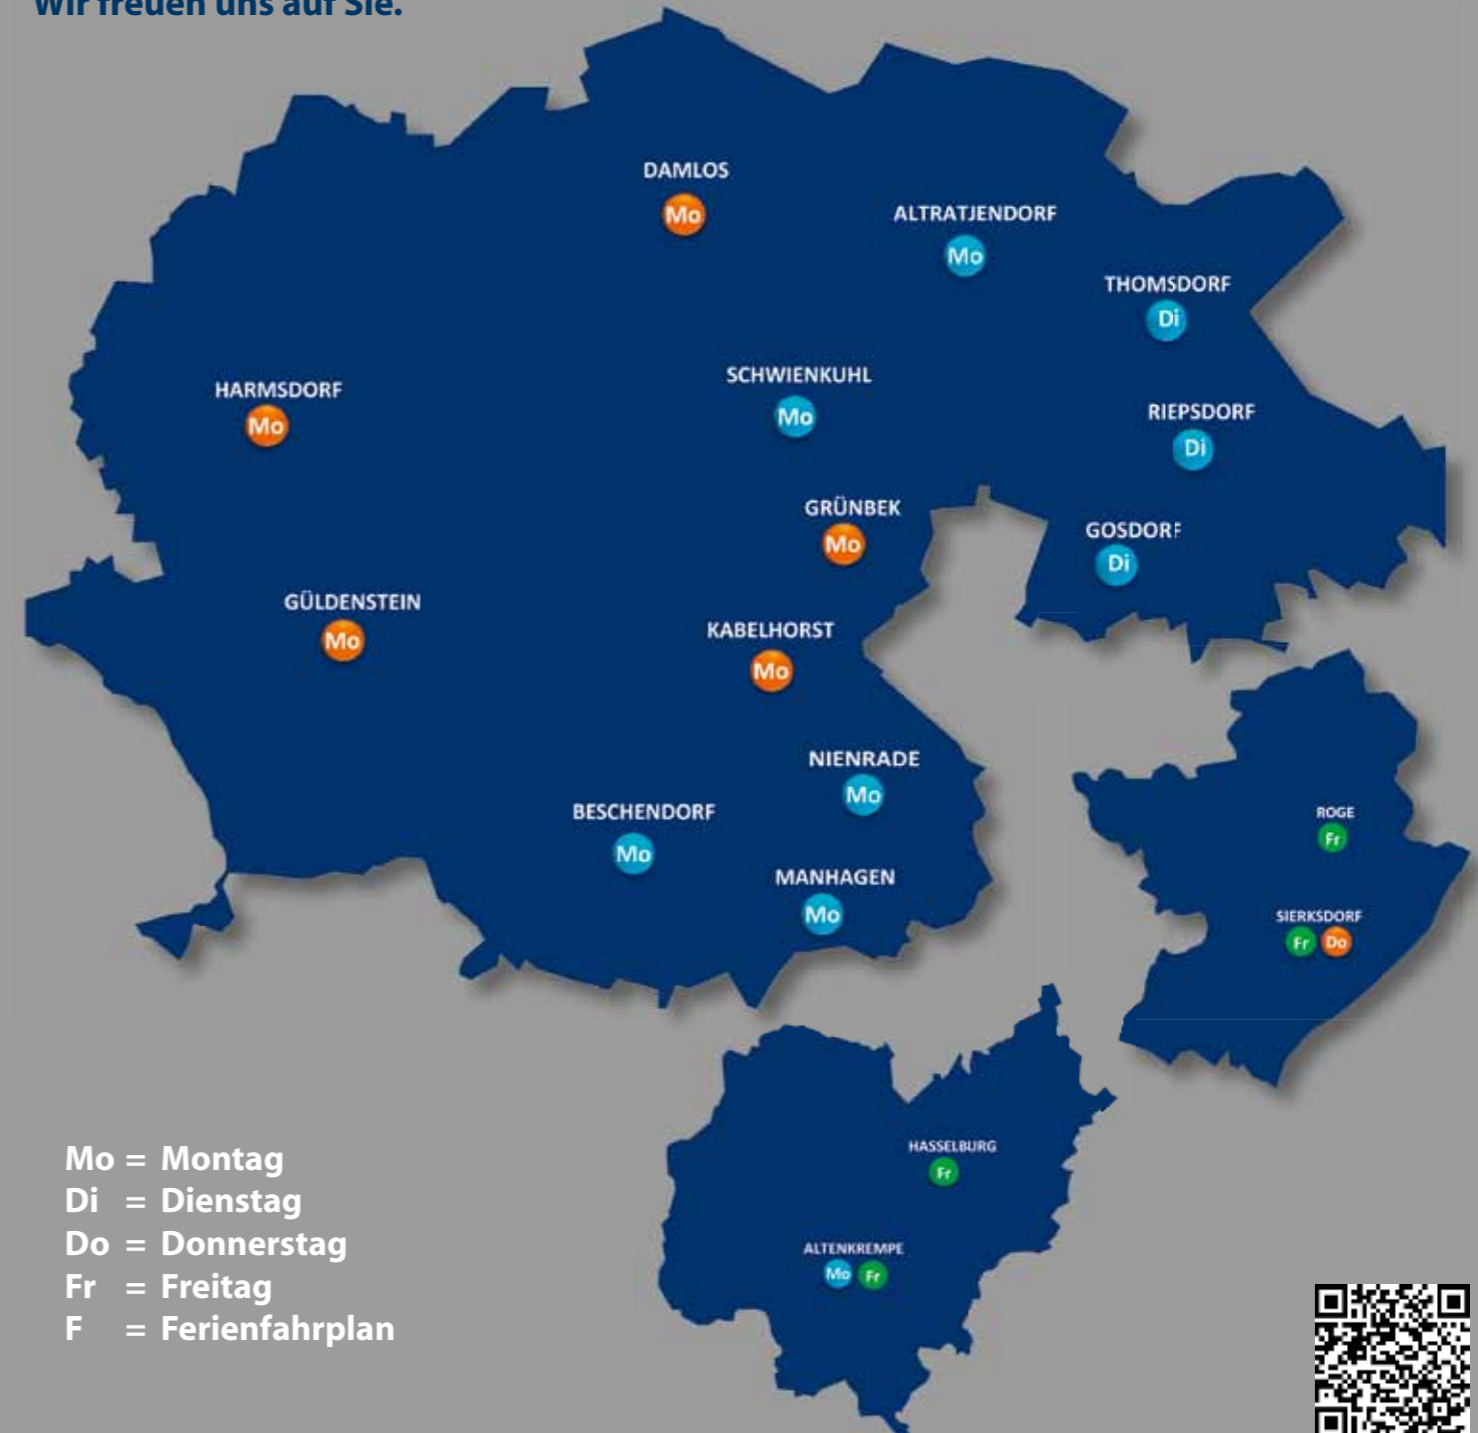 Wir freuen uns auf Sie.
DAMLOS
Mo
ALTRATJENDORF
Mo
THOMSDORF
Di
SCHWIENKUHL
Mo
HARMSDORF
Mo
RIEPSDORF
Di
GRÜNBEK
Mo
GOSDORF
Di
GÜLDENSTEIN
Mo
KABELHORST
Mo
NIENRADE
Mo
BESCHENDORF
Mo
MANHAGEN
Mo
ROGE
Fr
SIERKSDORF
Fr Do
HASSELBURG
Fr
ALTENKREMPE
Mo Fr
Mo = Montag
Di = Dienstag
Do = Donnerstag
Fr = Freitag
F = Ferienfahrplan